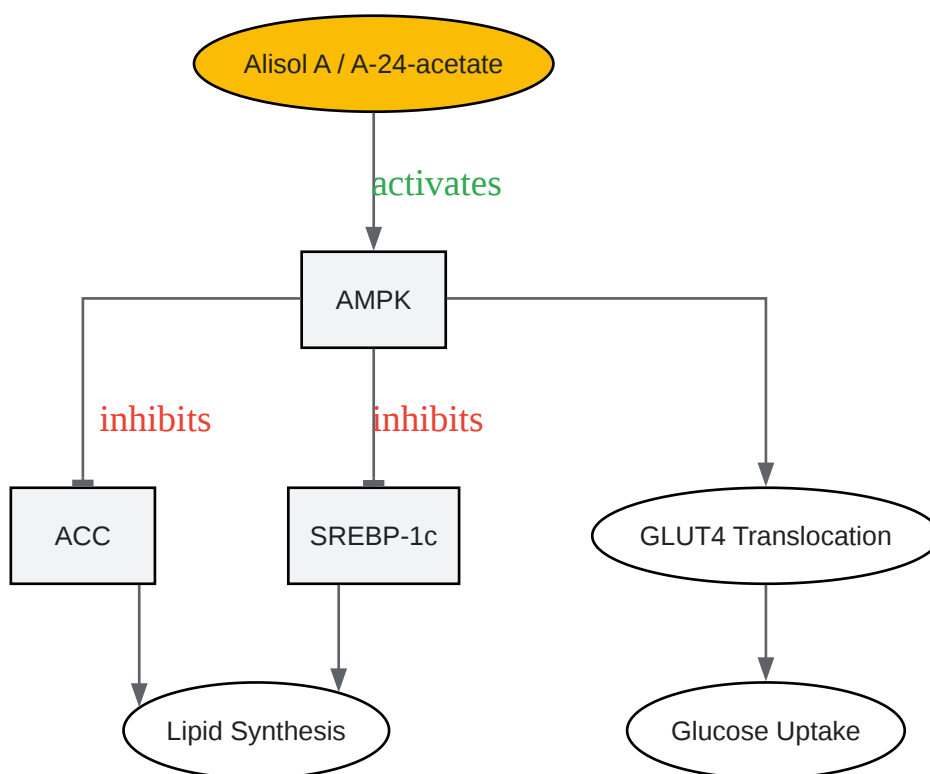 Alisol A / A-24-acetate
activates
AMPK
inhibits
inhibits
ACC
SREBP-1c
GLUT4 Translocation
Lipid Synthesis
Glucose Uptake